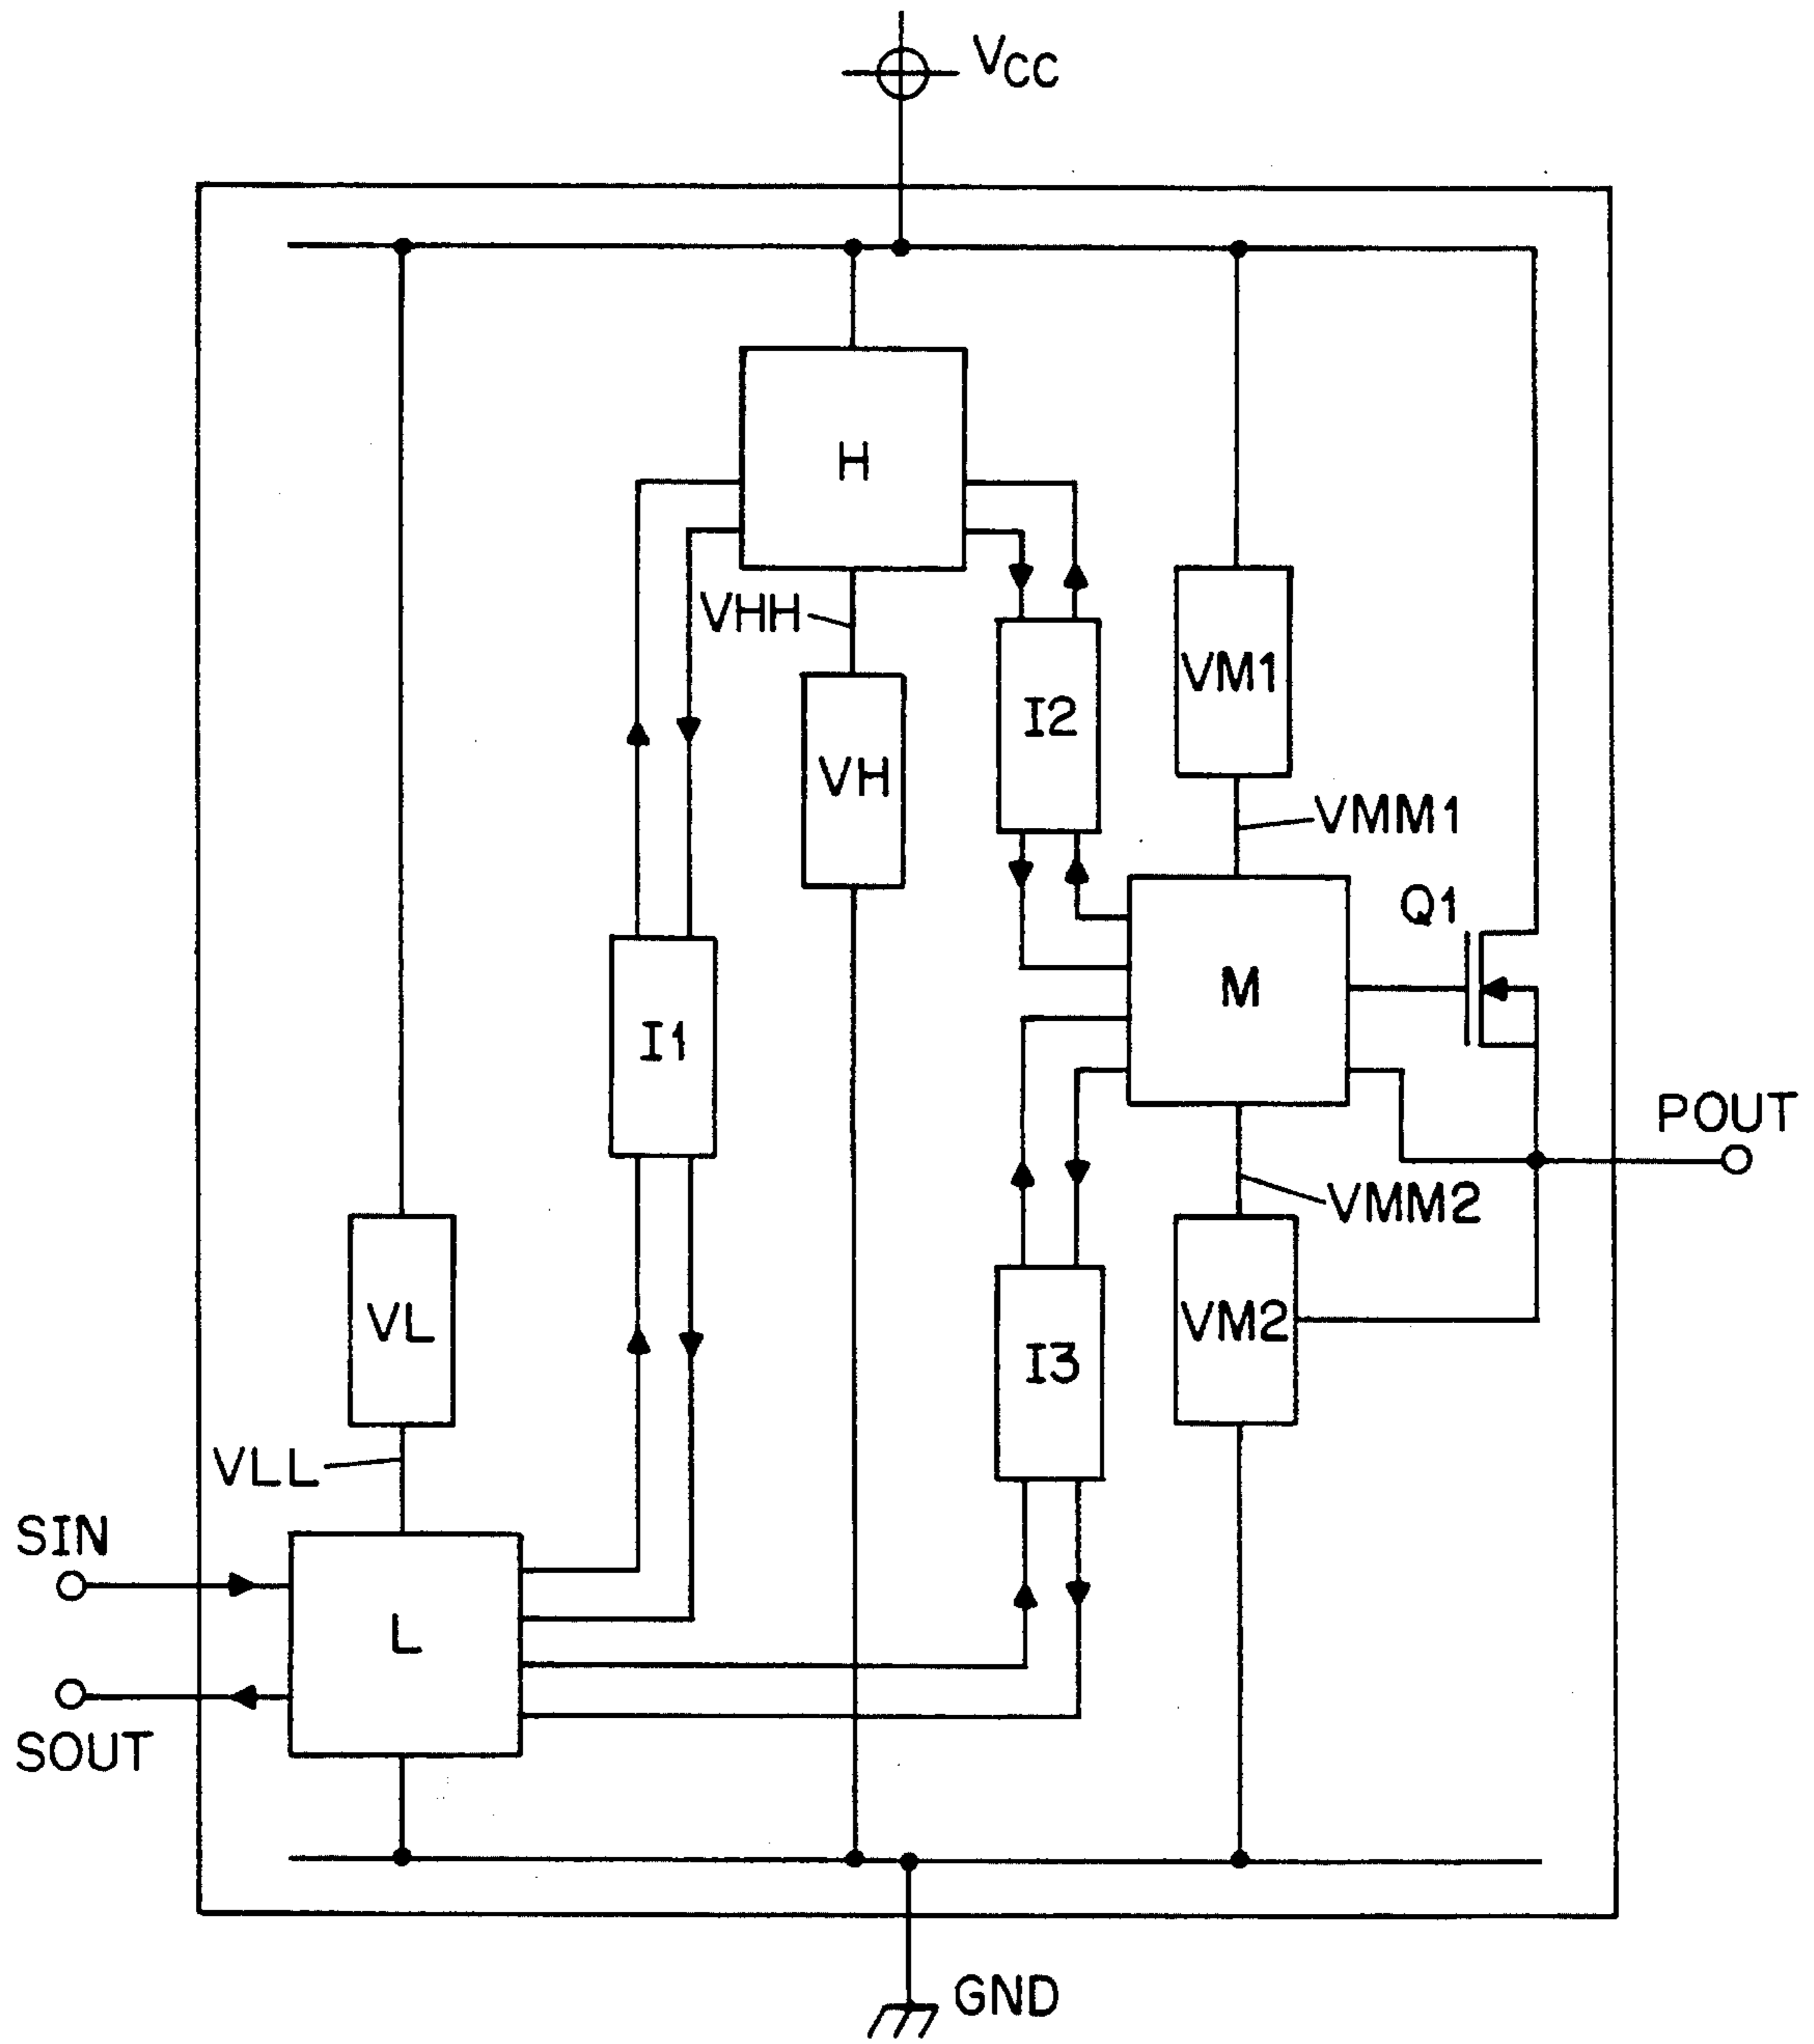 VCC
H
VHH
VM1
I2
VH
VMM1
Q1
M
I1
POUT
VMM2
VL
VM2
I3
VLL
SIN
L
SOUT
GND